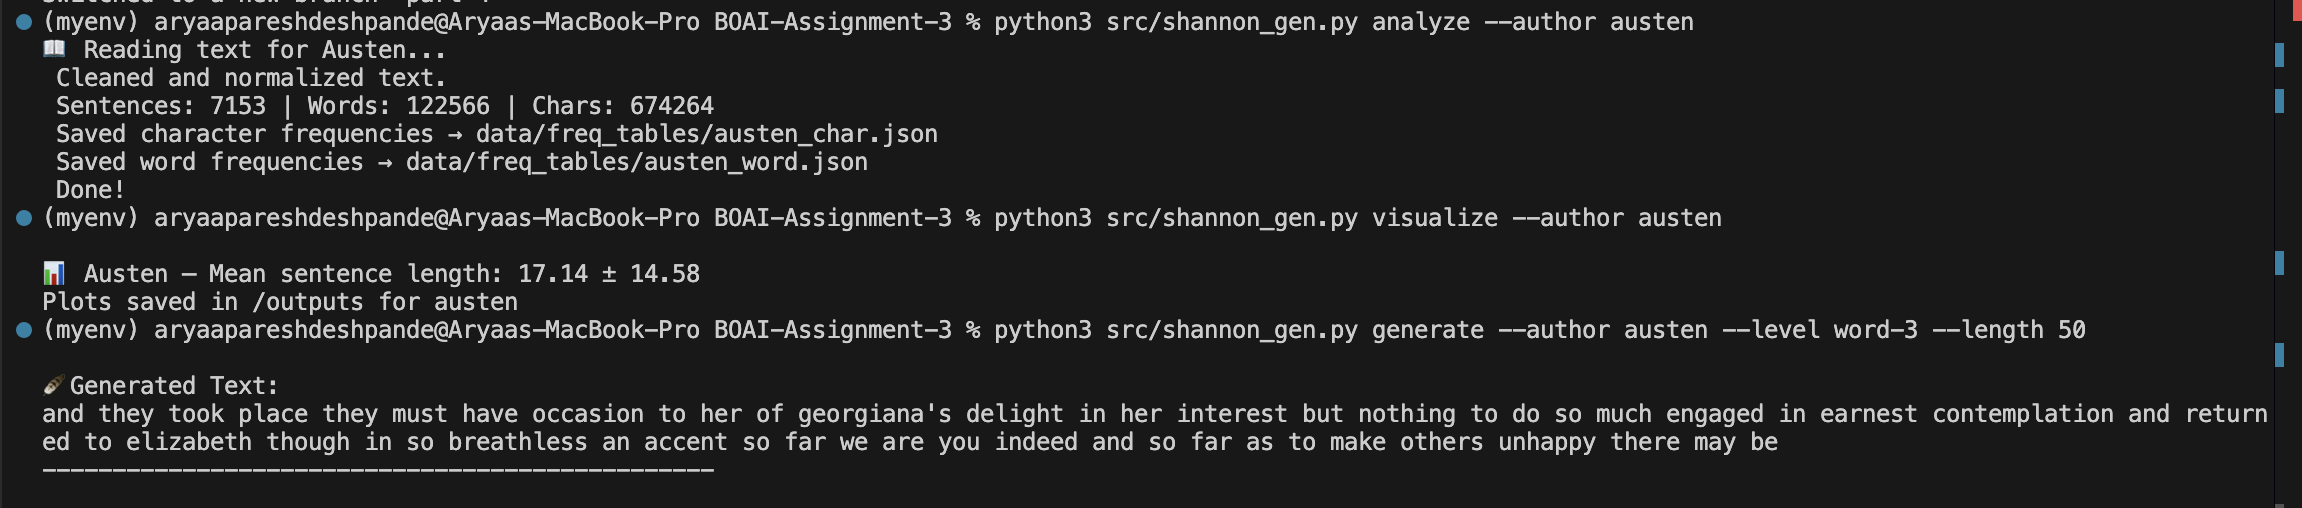 (myenv) aryaapareshdeshpande@Aryaas-MacBook-Pro BOAI-Assignment-3 % python3 src/shannon_gen.py analyze --author austen
📖 Reading text for Austen...
Cleaned and normalized text.
Sentences: 7153 | Words: 122566 | Chars: 674264
Saved character frequencies → data/freq_tables/austen_char.json
Saved word frequencies → data/freq_tables/austen_word.json
Done!
(myenv) aryaapareshdeshpande@Aryaas-MacBook-Pro BOAI-Assignment-3 % python3 src/shannon_gen.py visualize --author austen
📊 Austen — Mean sentence length: 17.14 ± 14.58
Plots saved in /outputs for austen
(myenv) aryaapareshdeshpande@Aryaas-MacBook-Pro BOAI-Assignment-3 % python3 src/shannon_gen.py generate --author austen --level word-3 --length 50
🪶Generated Text:
and they took place they must have occasion to her of georgiana's delight in her interest but nothing to do so much engaged in earnest contemplation and return
ed to elizabeth though in so breathless an accent so far we are you indeed and so far as to make others unhappy there may be
------------------------------------------------